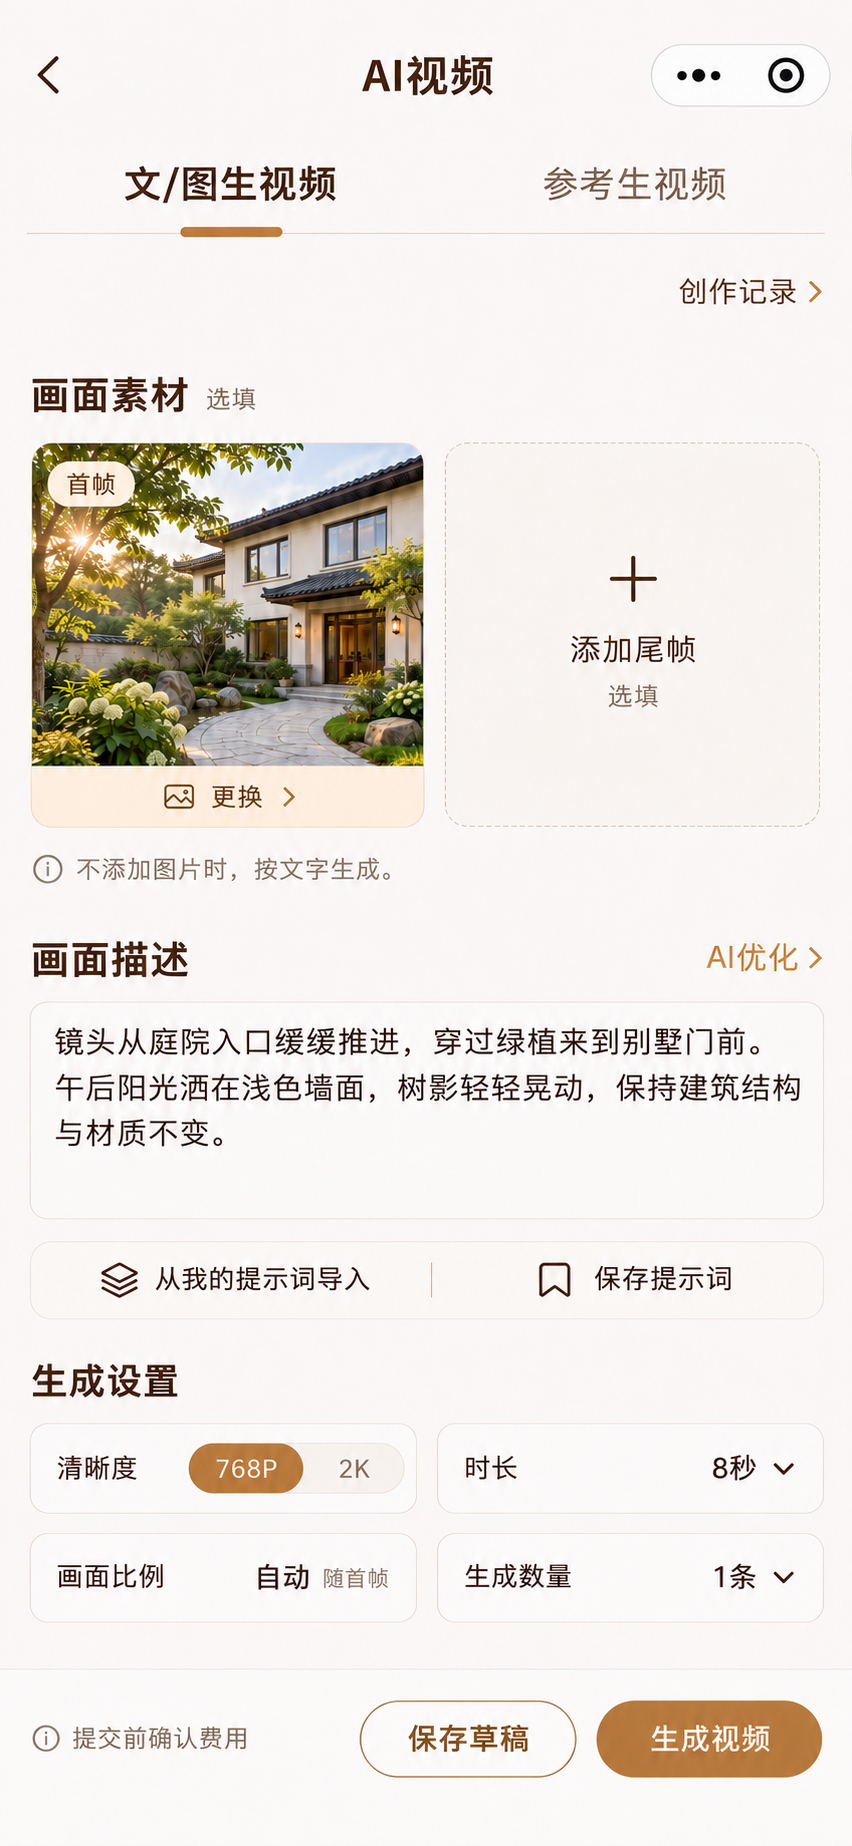 AI视频
文/图生视频
参考生视频
创作记录
画面素材 选填
首帧
添加尾帧
选填
更换
不添加图片时，按文字生成。
画面描述
AI优化
镜头从庭院入口缓缓推进，穿过绿植来到别墅门前。
午后阳光洒在浅色墙面，树影轻轻晃动，保持建筑结构
与材质不变。
从我的提示词导入
保存提示词
生成设置
清晰度 768P 2K
时长 8秒
画面比例 自动 随首帧
生成数量 1条
提交前确认费用
保存草稿
生成视频